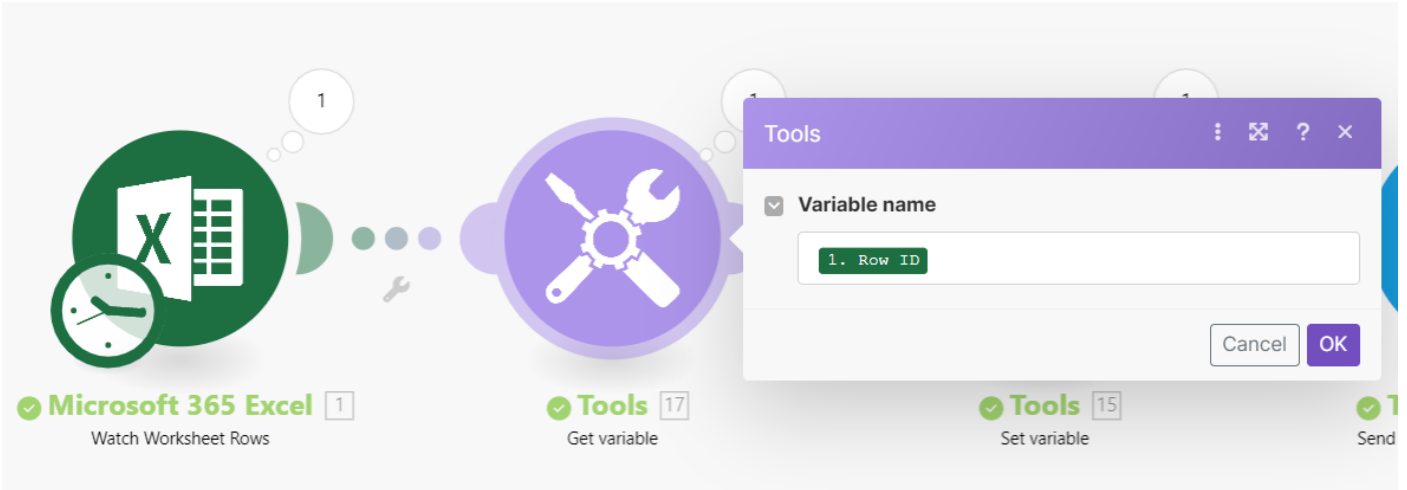 1
1
1
Tools
?
Variable name
1. Row ID
Cancel
OK
X
Microsoft 365 Excel 1
Watch Worksheet Rows
Tools 17
Get variable
Tools 15
Set variable
T
Send